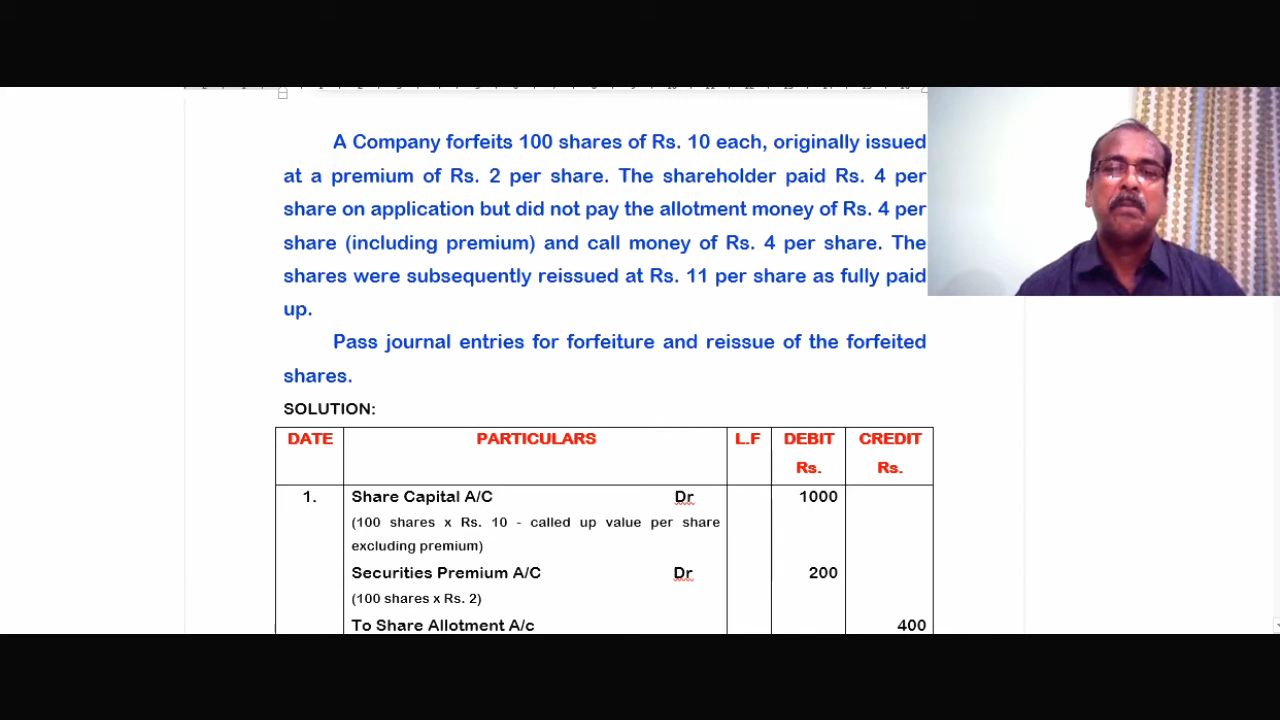 A Company forfeits 100 shares of Rs. 10 each, originally issued
at a premium of Rs. 2 per share. The shareholder paid Rs. 4 per
share on application but did not pay the allotment money of Rs. 4 per
share (including premium) and call money of Rs. 4 per share. The
shares were subsequently reissued at Rs. 11 per share as fully paid
up.
Pass journal entries for forfeiture and reissue of the forfeited
shares.
SOLUTION:
DATE PARTICULARS L.F DEBIT CREDIT
Rs. Rs.
1. Share Capital A/C Dr 1000
(100 shares x Rs. 10 - called up value per share
excluding premium)
Securities Premium A/C Dr 200
(100 shares x Rs. 2)
To Share Allotment A/c 400